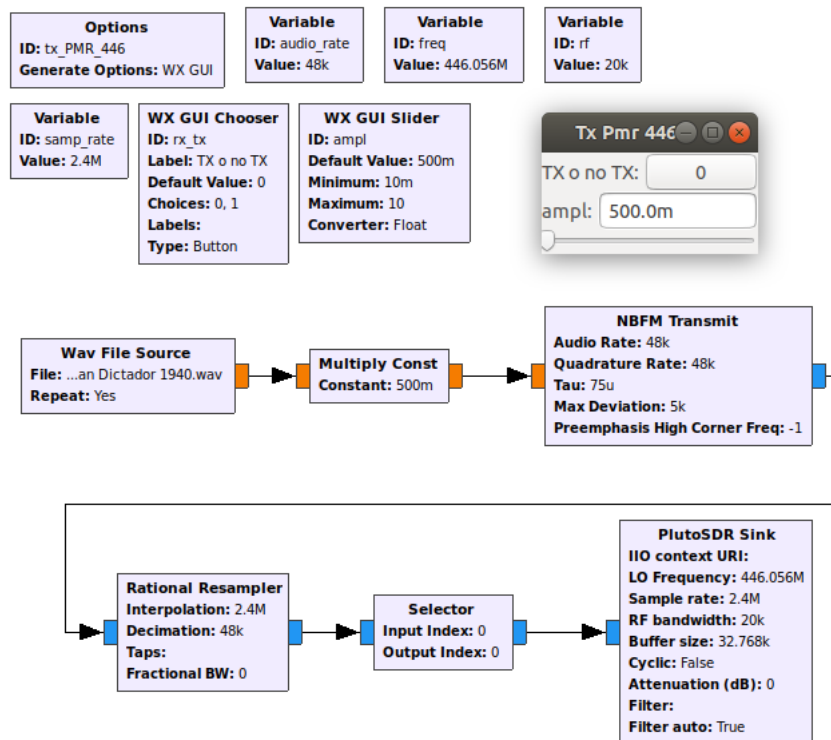 Options
ID: tx_PMR_446
Generate Options: WX GUI
Variable
ID: audio_rate
Value: 48k
Variable
ID: freq
Value: 446.056M
Variable
ID: rf
Value: 20k
Variable
ID: samp_rate
Value: 2.4M
WX GUI Chooser
ID: rx_tx
Label: TX o no TX
Default Value: 0
Choices: 0, 1
Labels:
Type: Button
WX GUI Slider
ID: ampl
Default Value: 500m
Minimum: 10m
Maximum: 10
Converter: Float
Tx Pmr 446
TX o no TX: 0
ampl: 500.0m
Wav File Source
File: ...an Dictador 1940.wav
Repeat: Yes
Multiply Const
Constant: 500m
NBFM Transmit
Audio Rate: 48k
Quadrature Rate: 48k
Tau: 75u
Max Deviation: 5k
Preemphasis High Corner Freq: -1
Rational Resampler
Interpolation: 2.4M
Decimation: 48k
Taps:
Fractional BW: 0
Selector
Input Index: 0
Output Index: 0
PlutoSDR Sink
IIO context URI:
LO Frequency: 446.056M
Sample rate: 2.4M
RF bandwidth: 20k
Buffer size: 32.768k
Cyclic: False
Attenuation (dB): 0
Filter:
Filter auto: True